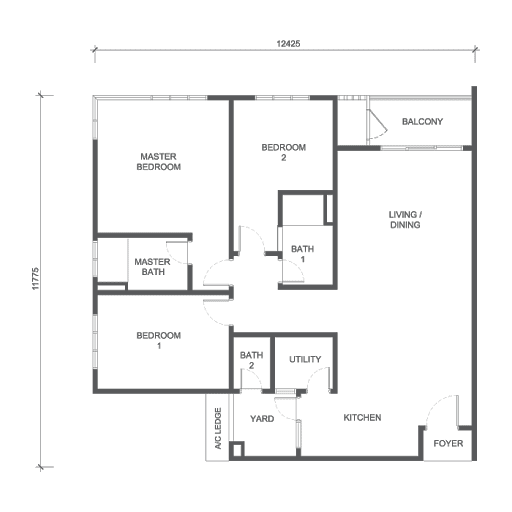 12425
11775
BALCONY
MASTER
BEDROOM
BEDROOM
2
LIVING /
DINING
MASTER
BATH
BATH
1
BEDROOM
1
BATH
2
UTILITY
A/C LEDGE
YARD
KITCHEN
FOYER